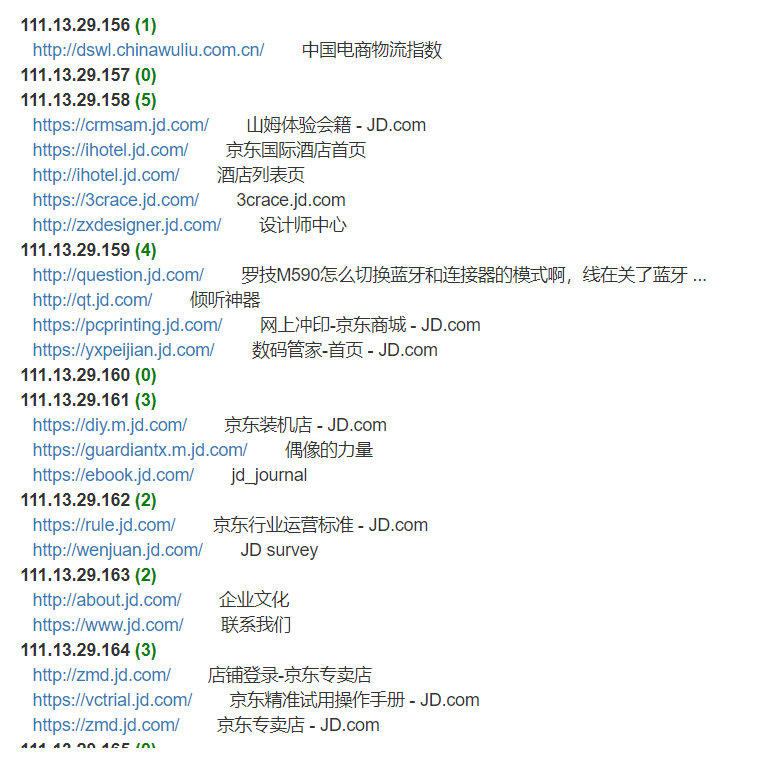 111.13.29.156 (1)
http://dswl.chinawuliu.com.cn/ 中国电商物流指数
111.13.29.157 (0)
111.13.29.158 (5)
https://crmsam.jd.com/ 山姆体验会籍 - JD.com
https://ihotel.jd.com/ 京东国际酒店首页
http://ihotel.jd.com/ 酒店列表页
https://3crace.jd.com/ 3crace.jd.com
http://zxdesigner.jd.com/ 设计师中心
111.13.29.159 (4)
http://question.jd.com/ 罗技M590怎么切换蓝牙和连接器的模式啊，线在关了蓝牙 ...
http://qt.jd.com/ 倾听神器
https://pcprinting.jd.com/ 网上冲印-京东商城 - JD.com
https://yxpeijian.jd.com/ 数码管家-首页 - JD.com
111.13.29.160 (0)
111.13.29.161 (3)
https://diy.m.jd.com/ 京东装机店 - JD.com
https://guardiantx.m.jd.com/ 偶像的力量
https://ebook.jd.com/ jd_journal
111.13.29.162 (2)
https://rule.jd.com/ 京东行业运营标准 - JD.com
http://wenjuan.jd.com/ JD survey
111.13.29.163 (2)
http://about.jd.com/ 企业文化
https://www.jd.com/ 联系我们
111.13.29.164 (3)
http://zmd.jd.com/ 店铺登录-京东专卖店
https://vctrial.jd.com/ 京东精准试用操作手册 - JD.com
https://zmd.jd.com/ 京东专卖店 - JD.com